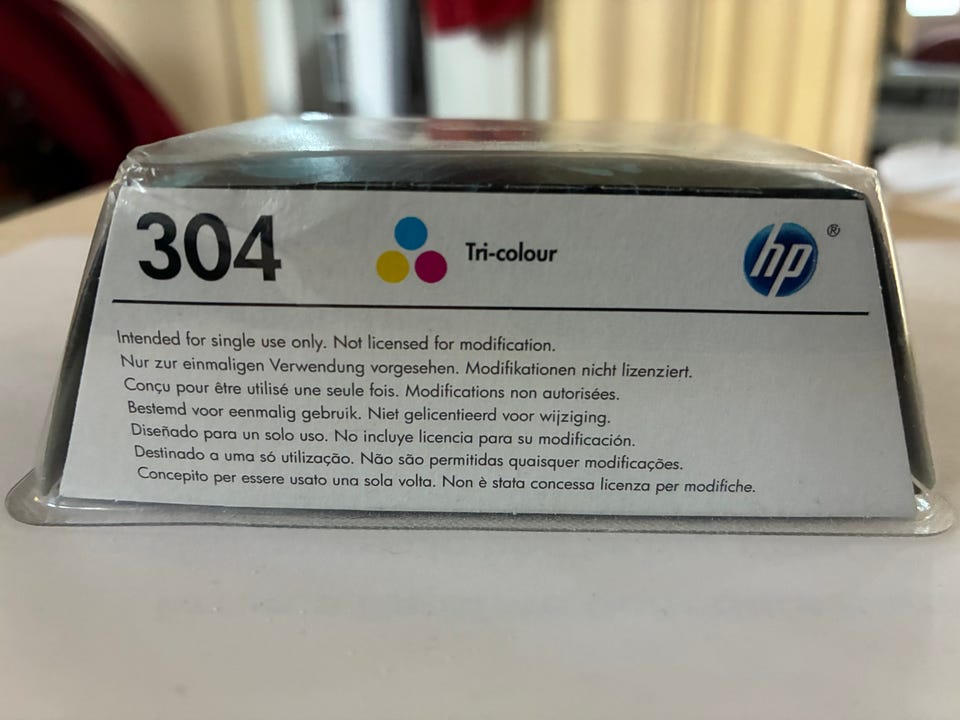 304 Tri-colour hp®
Intended for single use only. Not licensed for modification.
Nur zur einmaligen Verwendung vorgesehen. Modifikationen nicht lizenziert.
Conçu pour être utilisé une seule fois. Modifications non autorisées.
Bestemd voor eenmalig gebruik. Niet gelicentieerd voor wijziging.
Diseñado para un solo uso. No incluye licencia para su modificación.
Destinado a uma só utilização. Não são permitidas quaisquer modificações.
Concepito per essere usato una sola volta. Non è stata concessa licenza per modifiche.